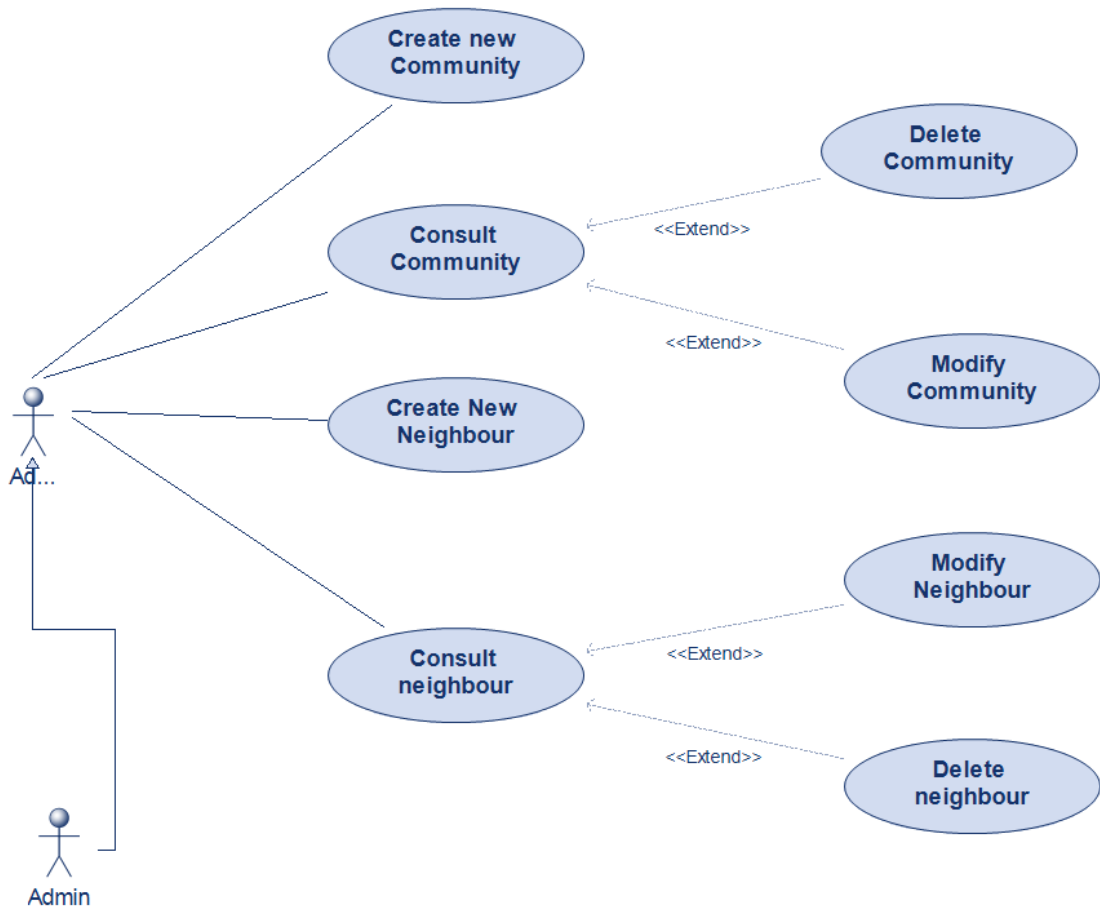 Create new
Community
Delete
Community
Consult
Community
<<Extend>>
<<Extend>>
Modify
Community
Create New
Neighbour
Ad...
Modify
Neighbour
Consult
neighbour
<<Extend>>
<<Extend>>
Delete
neighbour
Admin